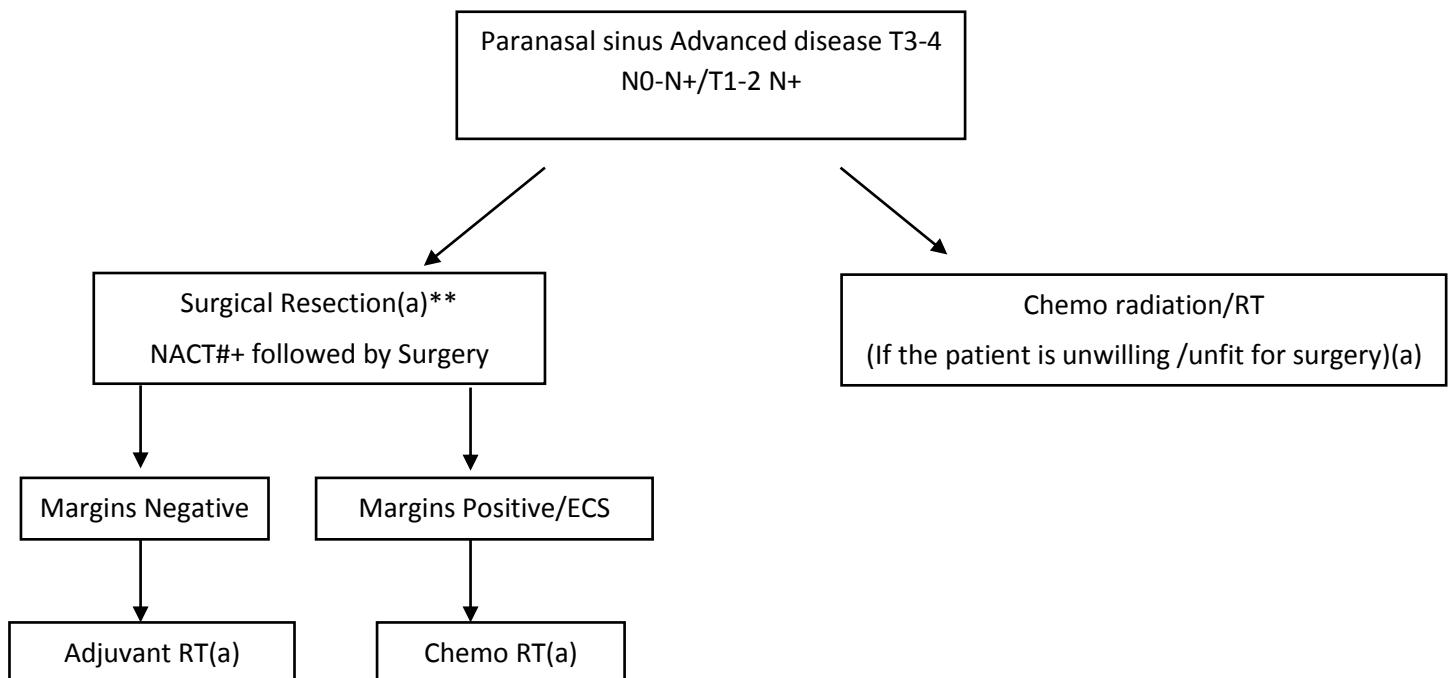 Paranasal sinus Advanced disease T3-4
N0-N+/T1-2 N+
Surgical Resection(a)**
NACT#+ followed by Surgery
Chemo radiation/RT
(If the patient is unwilling /unfit for surgery)(a)
Margins Negative
Margins Positive/ECS
Adjuvant RT(a)
Chemo RT(a)